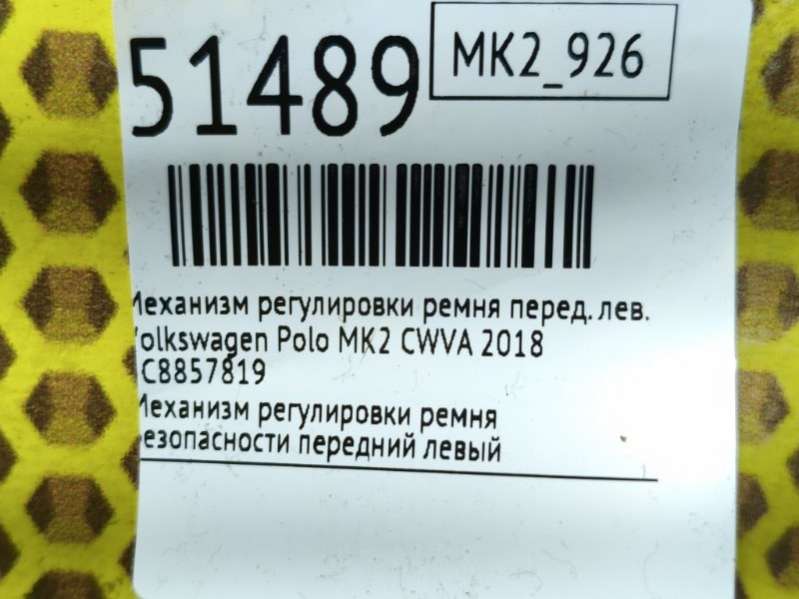 51489
MK2_926
Механизм регулировки ремня перед. лев.
Volkswagen Polo MK2 CWVA 2018
C8857819
Механизм регулировки ремня
безопасности передний левый